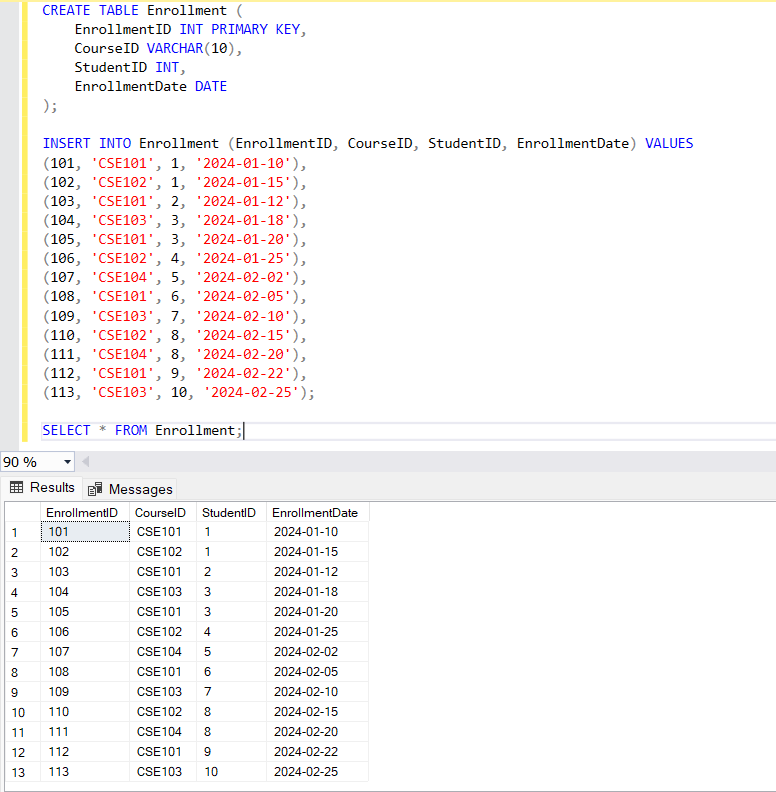 CREATE TABLE Enrollment (
    EnrollmentID INT PRIMARY KEY,
    CourseID VARCHAR(10),
    StudentID INT,
    EnrollmentDate DATE
);
INSERT INTO Enrollment (EnrollmentID, CourseID, StudentID, EnrollmentDate) VALUES
(101, 'CSE101', 1, '2024-01-10'),
(102, 'CSE102', 1, '2024-01-15'),
(103, 'CSE101', 2, '2024-01-12'),
(104, 'CSE103', 3, '2024-01-18'),
(105, 'CSE101', 3, '2024-01-20'),
(106, 'CSE102', 4, '2024-01-25'),
(107, 'CSE104', 5, '2024-02-02'),
(108, 'CSE101', 6, '2024-02-05'),
(109, 'CSE103', 7, '2024-02-10'),
(110, 'CSE102', 8, '2024-02-15'),
(111, 'CSE104', 8, '2024-02-20'),
(112, 'CSE101', 9, '2024-02-22'),
(113, 'CSE103', 10, '2024-02-25');
SELECT * FROM Enrollment;
90 %
Results Messages
EnrollmentID CourseID StudentID EnrollmentDate
1 101 CSE101 1 2024-01-10
2 102 CSE102 1 2024-01-15
3 103 CSE101 2 2024-01-12
4 104 CSE103 3 2024-01-18
5 105 CSE101 3 2024-01-20
6 106 CSE102 4 2024-01-25
7 107 CSE104 5 2024-02-02
8 108 CSE101 6 2024-02-05
9 109 CSE103 7 2024-02-10
10 110 CSE102 8 2024-02-15
11 111 CSE104 8 2024-02-20
12 112 CSE101 9 2024-02-22
13 113 CSE103 10 2024-02-25